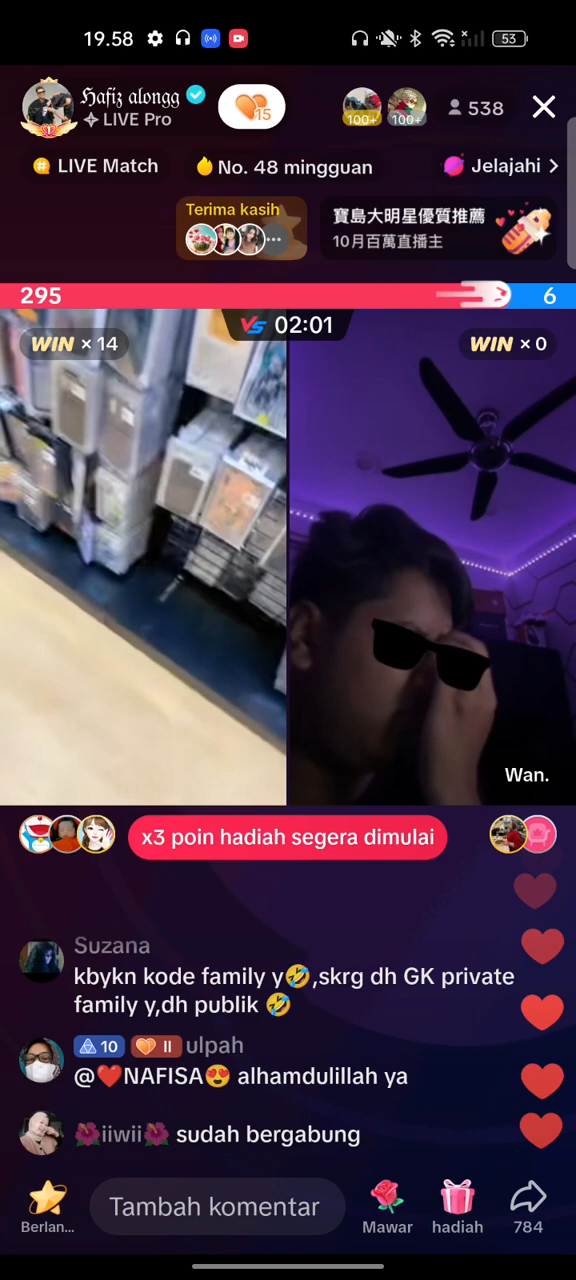 19.58
53
Hafiz alongg
LIVE Pro
15
100+
100+
538
LIVE Match
No. 48 mingguan
Jelajahi
Terima kasih
寶島大明星優質推薦
10月百萬直播主
295
6
WIN × 14
VS 02:01
WIN × 0
Wan.
x3 poin hadiah segera dimulai
Suzana
kbykn kode family y🤣,skrg dh GK private
family y,dh publik 🤣
10 II ulpah
@❤️NAFISA😍 alhamdulillah ya
🌺iiwii🌺 sudah bergabung
Berlan...
Tambah komentar
Mawar
hadiah
784